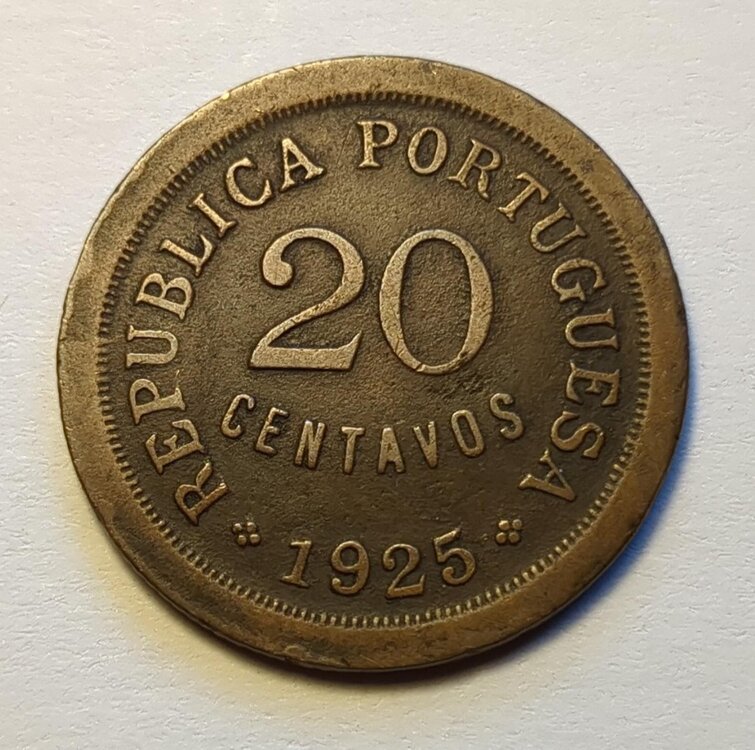 REPUBLICA PORTUGUESA
20
CENTAVOS
1925